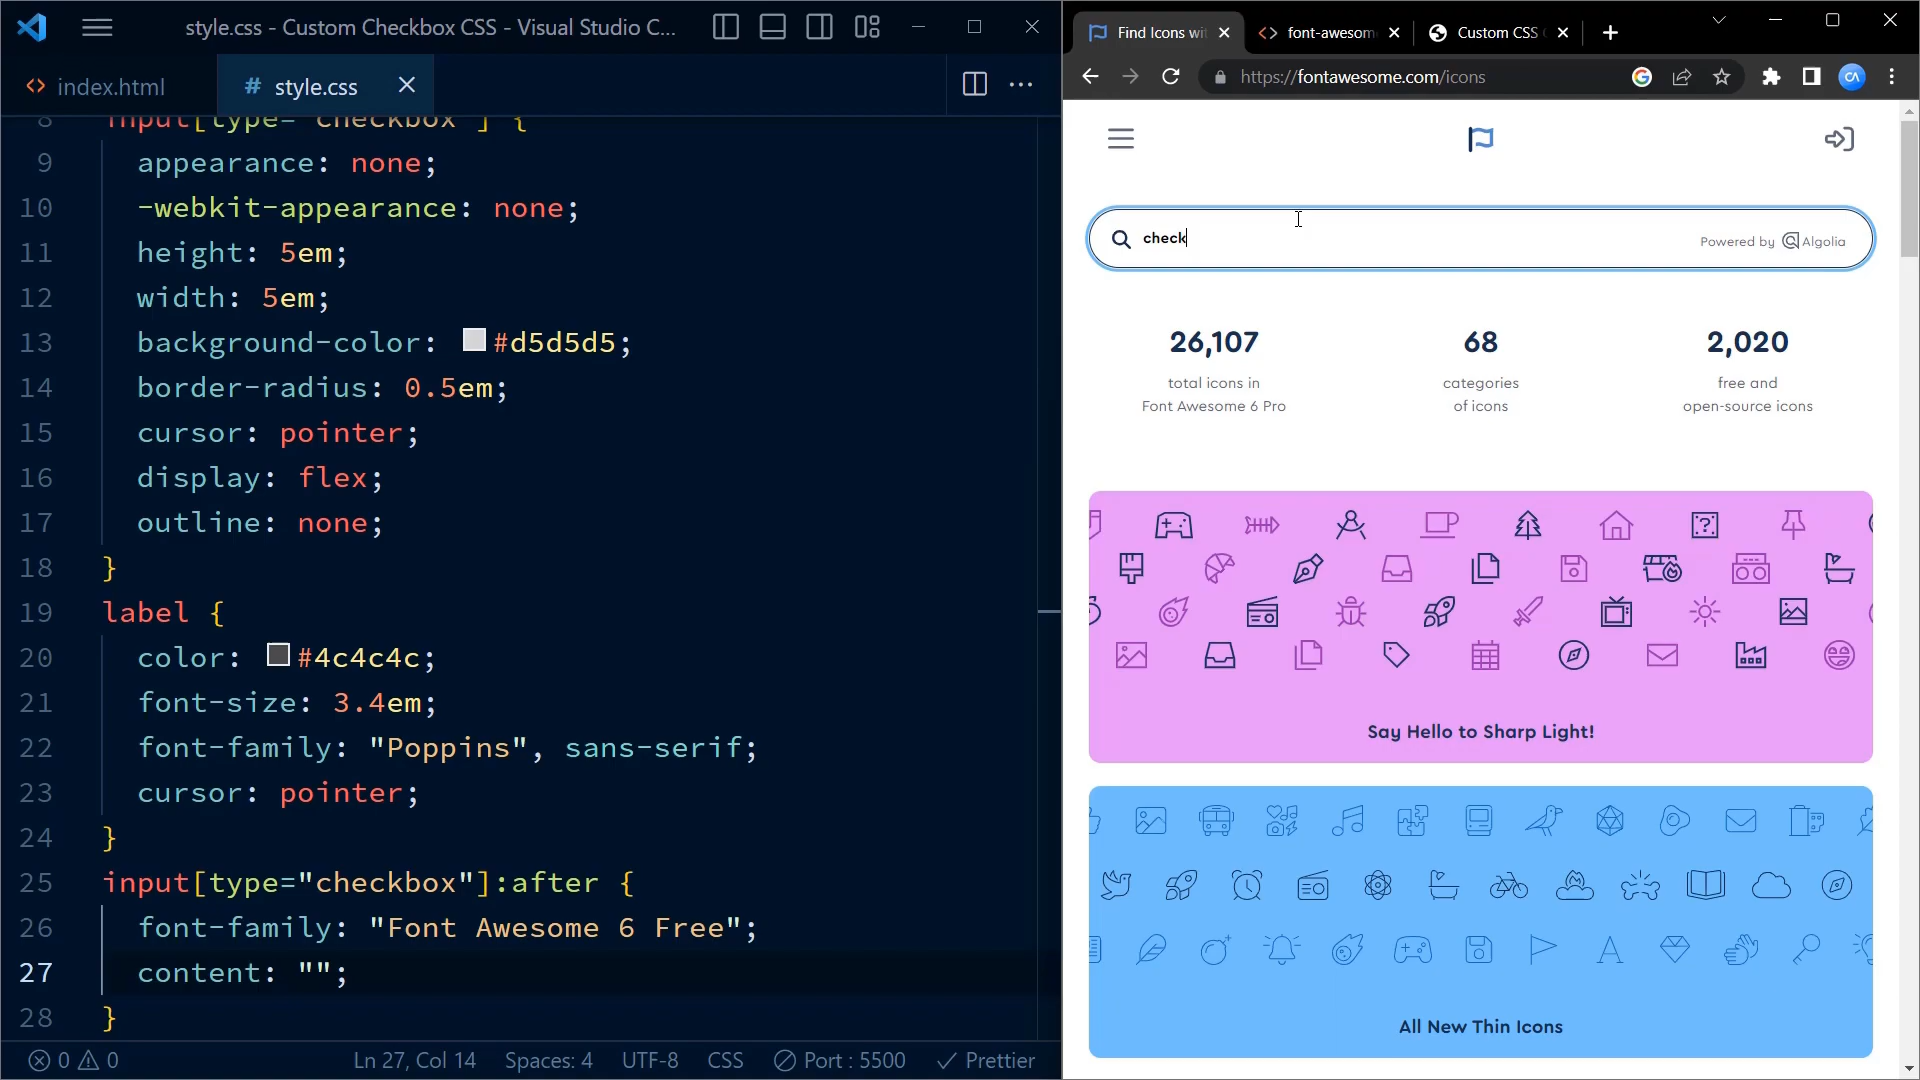 style.css - Custom Checkbox CSS - Visual Studio C...
index.html
# style.css
8 input[type="checkbox"] {
9 appearance: none;
10 -webkit-appearance: none;
11 height: 5em;
12 width: 5em;
13 background-color: #d5d5d5;
14 border-radius: 0.5em;
15 cursor: pointer;
16 display: flex;
17 outline: none;
18 }
19 label {
20 color: #4c4c4c;
21 font-size: 3.4em;
22 font-family: "Poppins", sans-serif;
23 cursor: pointer;
24 }
25 input[type="checkbox"]:after {
26 font-family: "Font Awesome 6 Free";
27 content: "";
28 }
0 0 Ln 27, Col 14 Spaces: 4 UTF-8 CSS Port : 5500 Prettier
Find Icons wit
font-awesom
Custom CSS
https://fontawesome.com/icons
CA
check
Powered by Algolia
26,107
total icons in
Font Awesome 6 Pro
68
categories
of icons
2,020
free and
open-source icons
Say Hello to Sharp Light!
All New Thin Icons